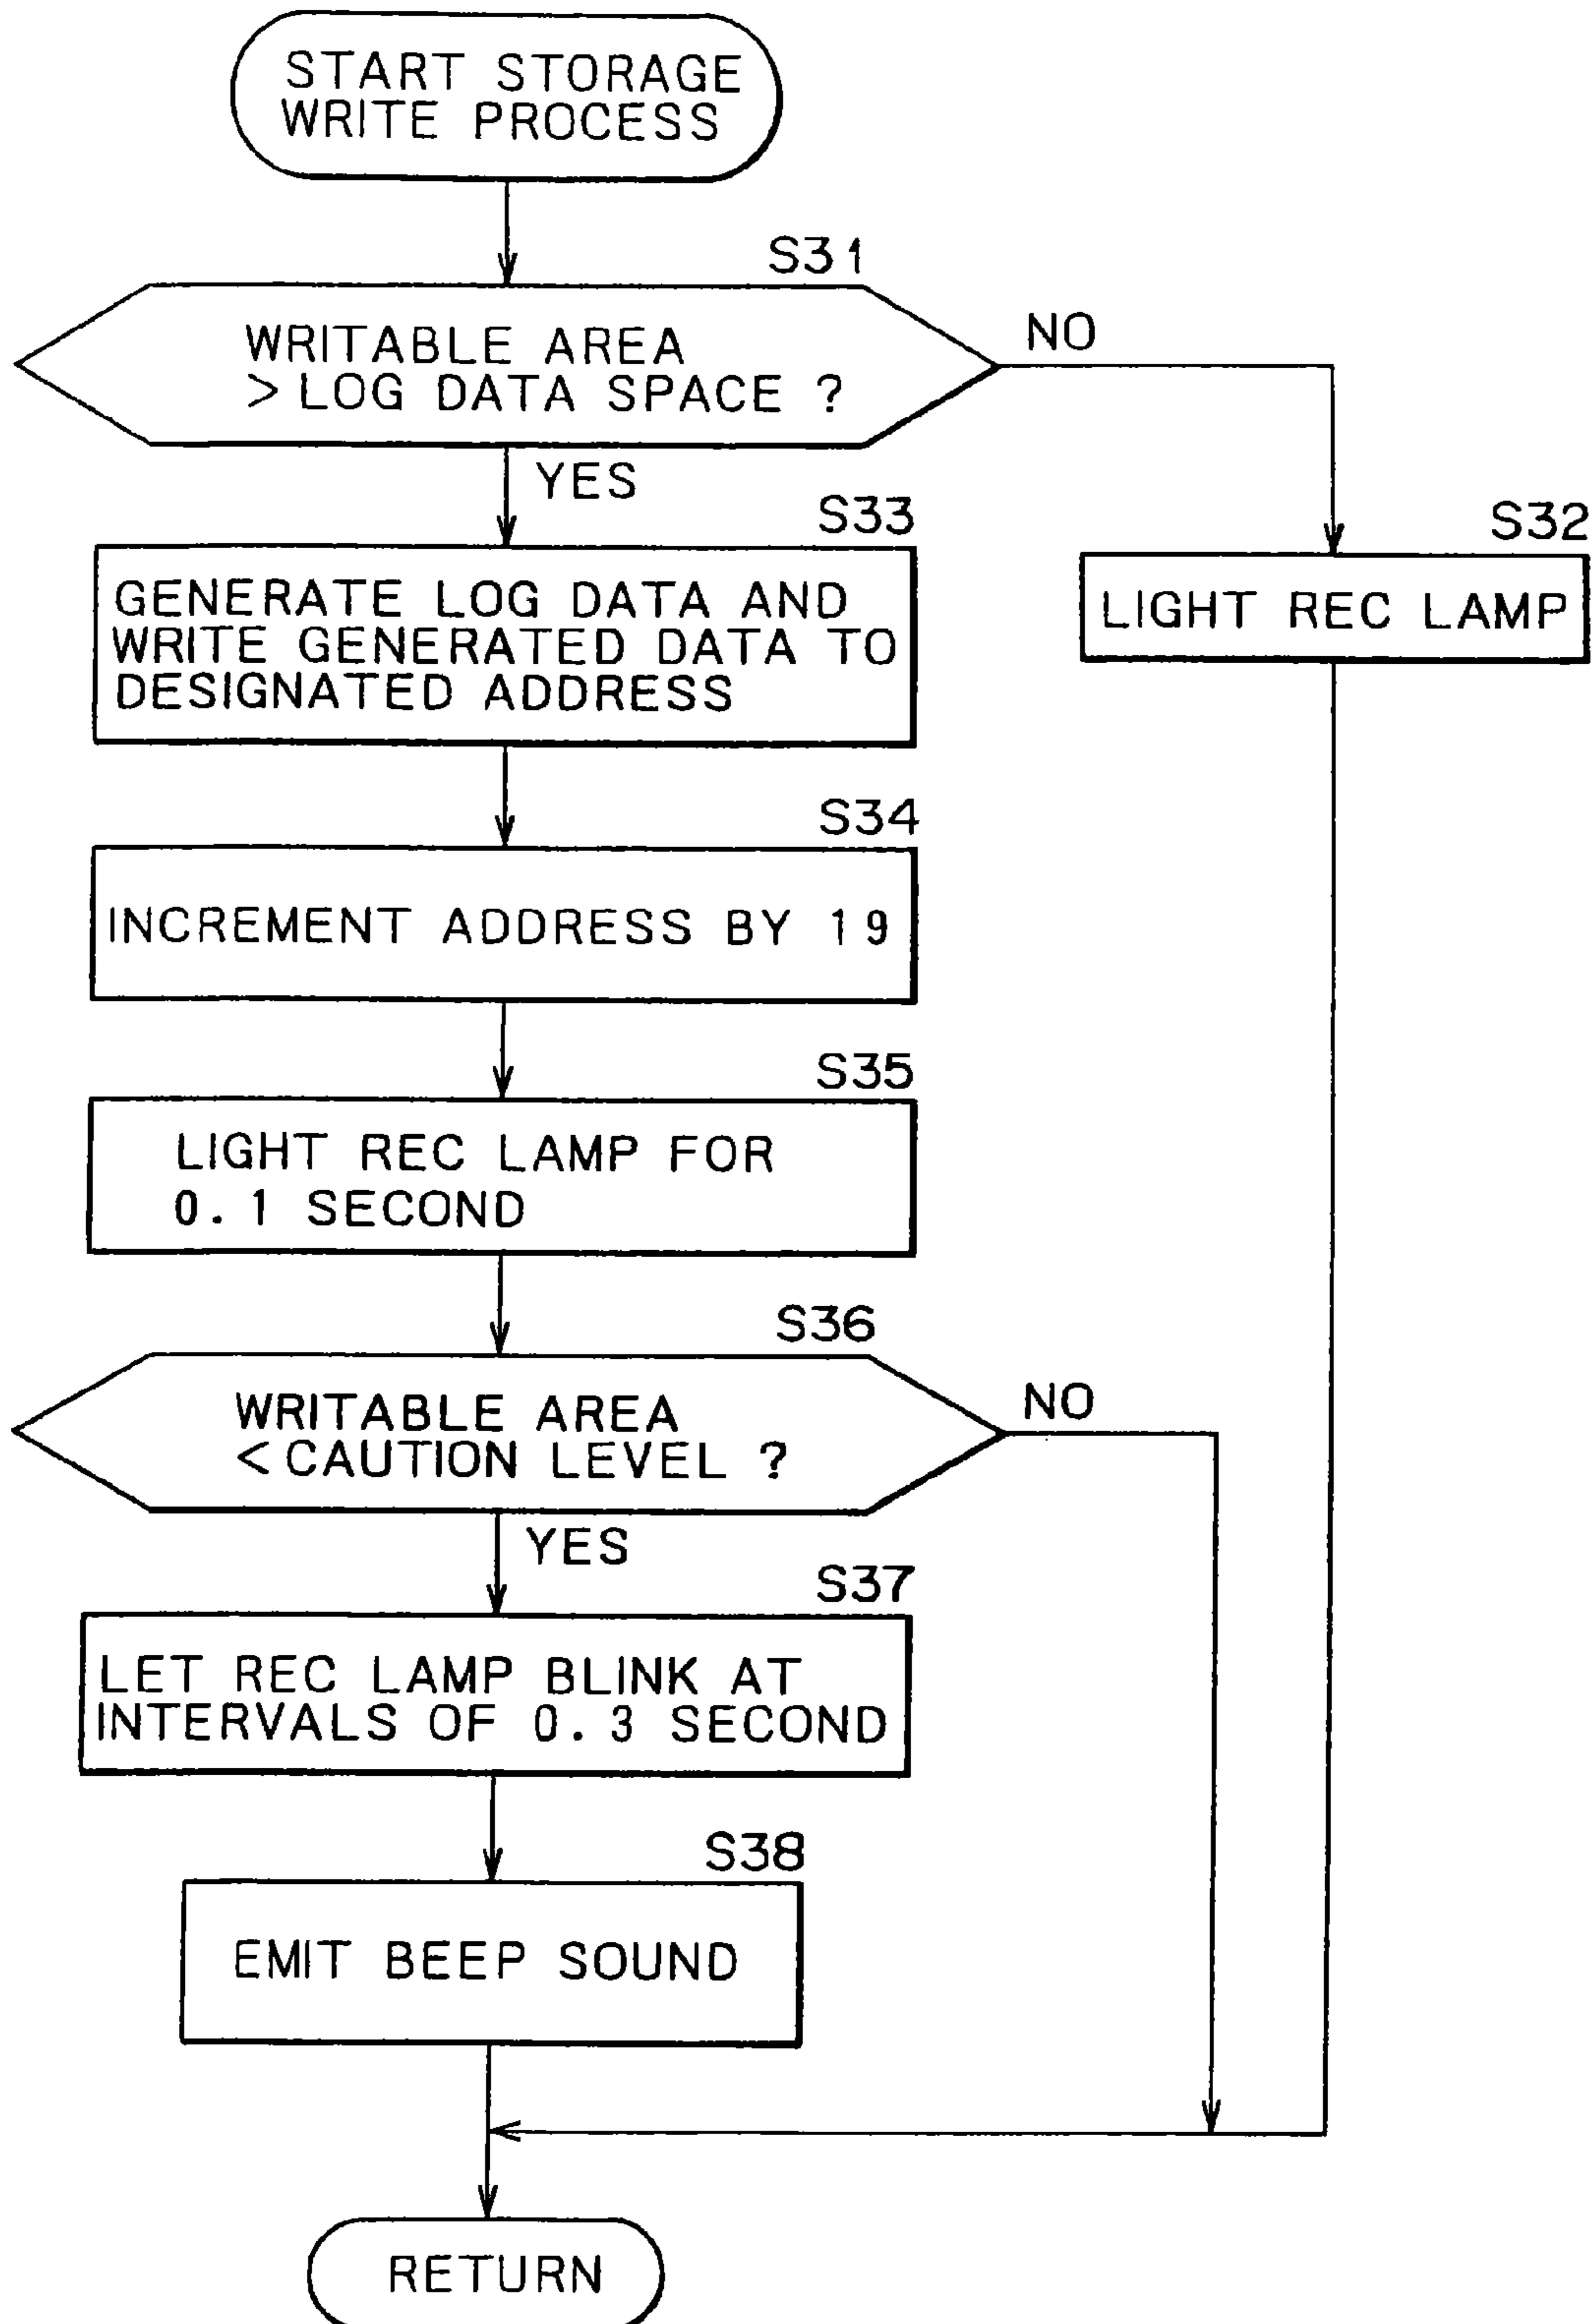 START STORAGE
WRITE PROCESS
S31
WRITABLE AREA
> LOG DATA SPACE ?
NO
YES
S33
S32
GENERATE LOG DATA AND
WRITE GENERATED DATA TO
DESIGNATED ADDRESS
LIGHT REC LAMP
S34
INCREMENT ADDRESS BY 19
S35
LIGHT REC LAMP FOR
0.1 SECOND
S36
WRITABLE AREA
< CAUTION LEVEL ?
NO
YES
S37
LET REC LAMP BLINK AT
INTERVALS OF 0.3 SECOND
S38
EMIT BEEP SOUND
RETURN